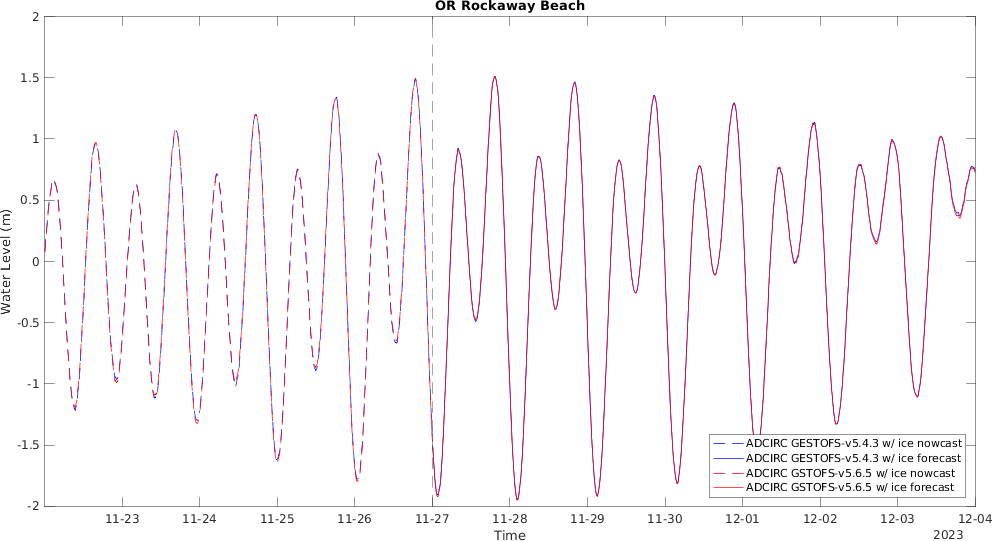 OR Rockaway Beach
2
1.5
1
0.5
0
-0.5
-1
-1.5
-2
Water Level (m)
ADCIRC GESTOFS-v5.4.3 w/ ice nowcast
ADCIRC GESTOFS-v5.4.3 w/ ice forecast
ADCIRC GSTOFS-v5.6.5 w/ ice nowcast
ADCIRC GSTOFS-v5.6.5 w/ ice forecast
11-23 11-24 11-25 11-26 11-27 11-28 11-29 11-30 12-01 12-02 12-03 12-04
Time
2023